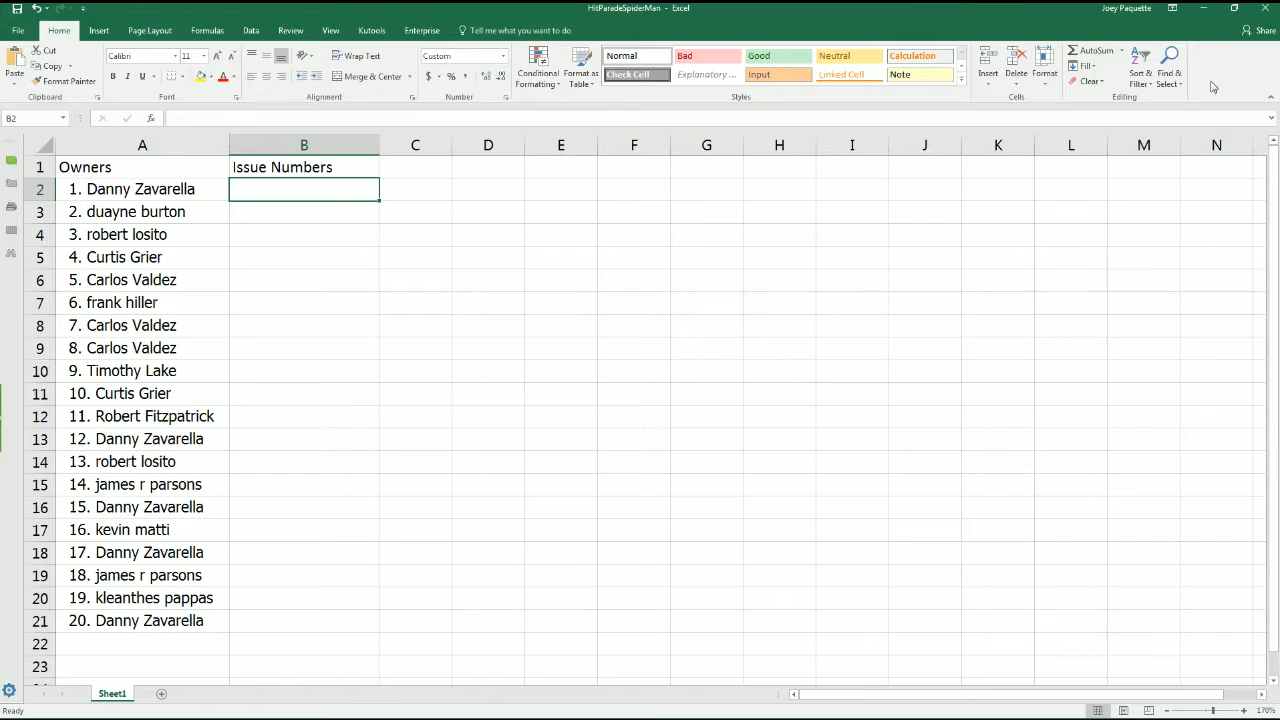 HitParadeSpiderMan - Excel
Joey Paquette
File Home Insert Page Layout Formulas Data Review View Kutools Enterprise Tell me what you want to do... Share
Paste
Cut
Copy
Format Painter
Clipboard
Calibri 11
B I U A
Font
Wrap Text
Merge & Center
Alignment
Custom
$ % ,
Number
Conditional Formatting
Format as Table
Normal Bad Good Neutral Calculation
Check Cell Explanatory ... Input Linked Cell Note
Styles
Insert Delete Format
Cells
AutoSum
Fill
Clear
Sort & Filter
Find & Select
Editing
B2 fx
A B C D E F G H I J K L M N
1 Owners Issue Numbers
2 1. Danny Zavarella
3 2. duayne burton
4 3. robert losito
5 4. Curtis Grier
6 5. Carlos Valdez
7 6. frank hiller
8 7. Carlos Valdez
9 8. Carlos Valdez
10 9. Timothy Lake
11 10. Curtis Grier
12 11. Robert Fitzpatrick
13 12. Danny Zavarella
14 13. robert losito
15 14. james r parsons
16 15. Danny Zavarella
17 16. kevin matti
18 17. Danny Zavarella
19 18. james r parsons
20 19. kleanthes pappas
21 20. Danny Zavarella
22
23
Sheet1
Ready
170%